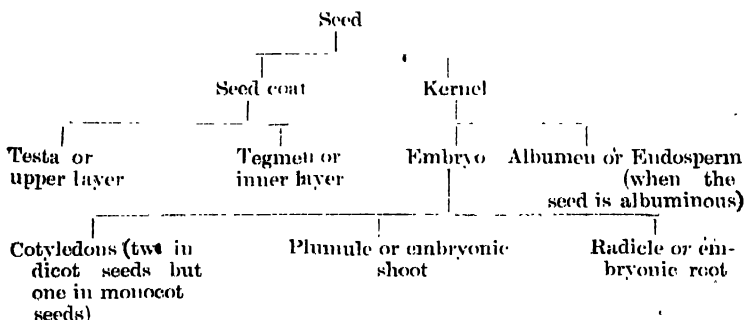 Seed
Seed coat Kernel
Testa or Tegmen or Embryo Albumen or Endosperm
upper layer inner layer (when the
seed is albuminous)
Cotyledons (two in Plumule or embryonic Radicle or em-
dicot seeds but shoot bryonic root
one in monocot
seeds)